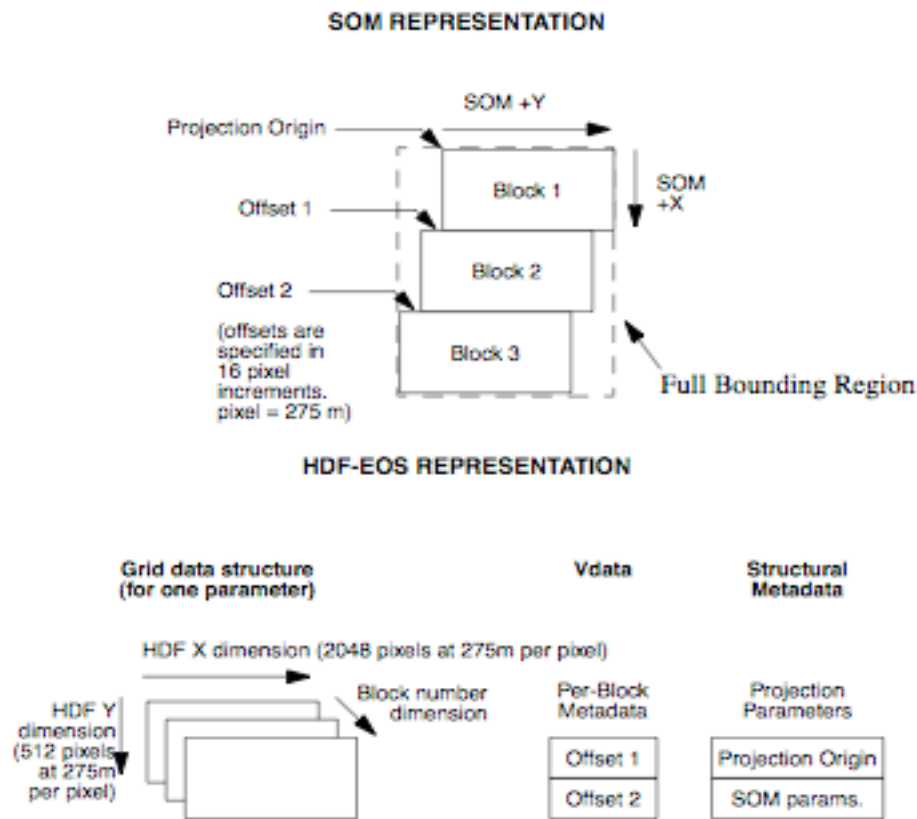 SOM REPRESENTATION
SOM +Y
Projection Origin
Block 1
SOM
+X
Offset 1
Block 2
Offset 2
(offsets are
specified in
16 pixel
increments.
pixel = 275 m)
Block 3
Full Bounding Region
HDF-EOS REPRESENTATION
Grid data structure
(for one parameter)
Vdata
Structural
Metadata
HDF X dimension (2048 pixels at 275m per pixel)
HDF Y
dimension
(512 pixels
at 275m
per pixel)
Block number
dimension
Per-Block
Metadata
Offset 1
Offset 2
Projection
Parameters
Projection Origin
SOM params.